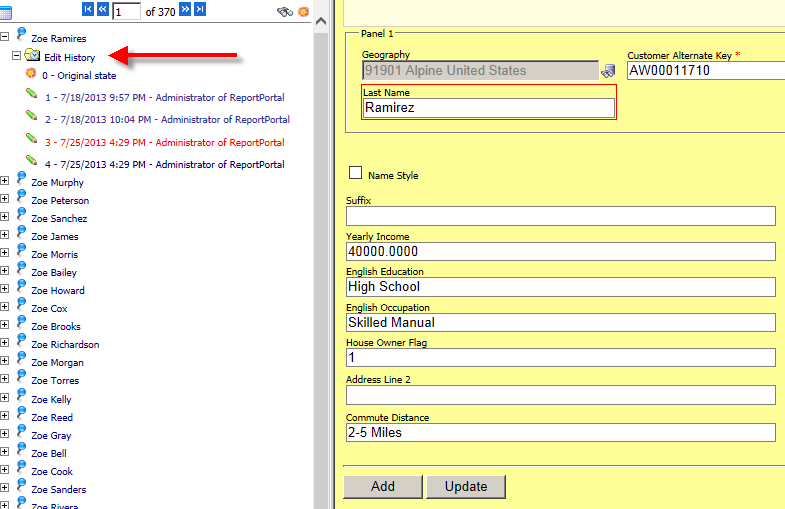 1 of 370
Zoe Ramires
Edit History
0 - Original state
1 - 7/18/2013 9:57 PM - Administrator of ReportPortal
2 - 7/18/2013 10:04 PM - Administrator of ReportPortal
3 - 7/25/2013 4:29 PM - Administrator of ReportPortal
4 - 7/25/2013 4:29 PM - Administrator of ReportPortal
Zoe Murphy
Zoe Peterson
Zoe Sanchez
Zoe James
Zoe Morris
Zoe Bailey
Zoe Howard
Zoe Cox
Zoe Brooks
Zoe Richardson
Zoe Morgan
Zoe Torres
Zoe Kelly
Zoe Reed
Zoe Gray
Zoe Bell
Zoe Cook
Zoe Sanders
Zoe Rivera
Panel 1
Geography
91901 Alpine United States
Customer Alternate Key *
AW00011710
Last Name
Ramirez
Name Style
Suffix
Yearly Income
40000.0000
English Education
High School
English Occupation
Skilled Manual
House Owner Flag
1
Address Line 2
Commute Distance
2-5 Miles
Add Update